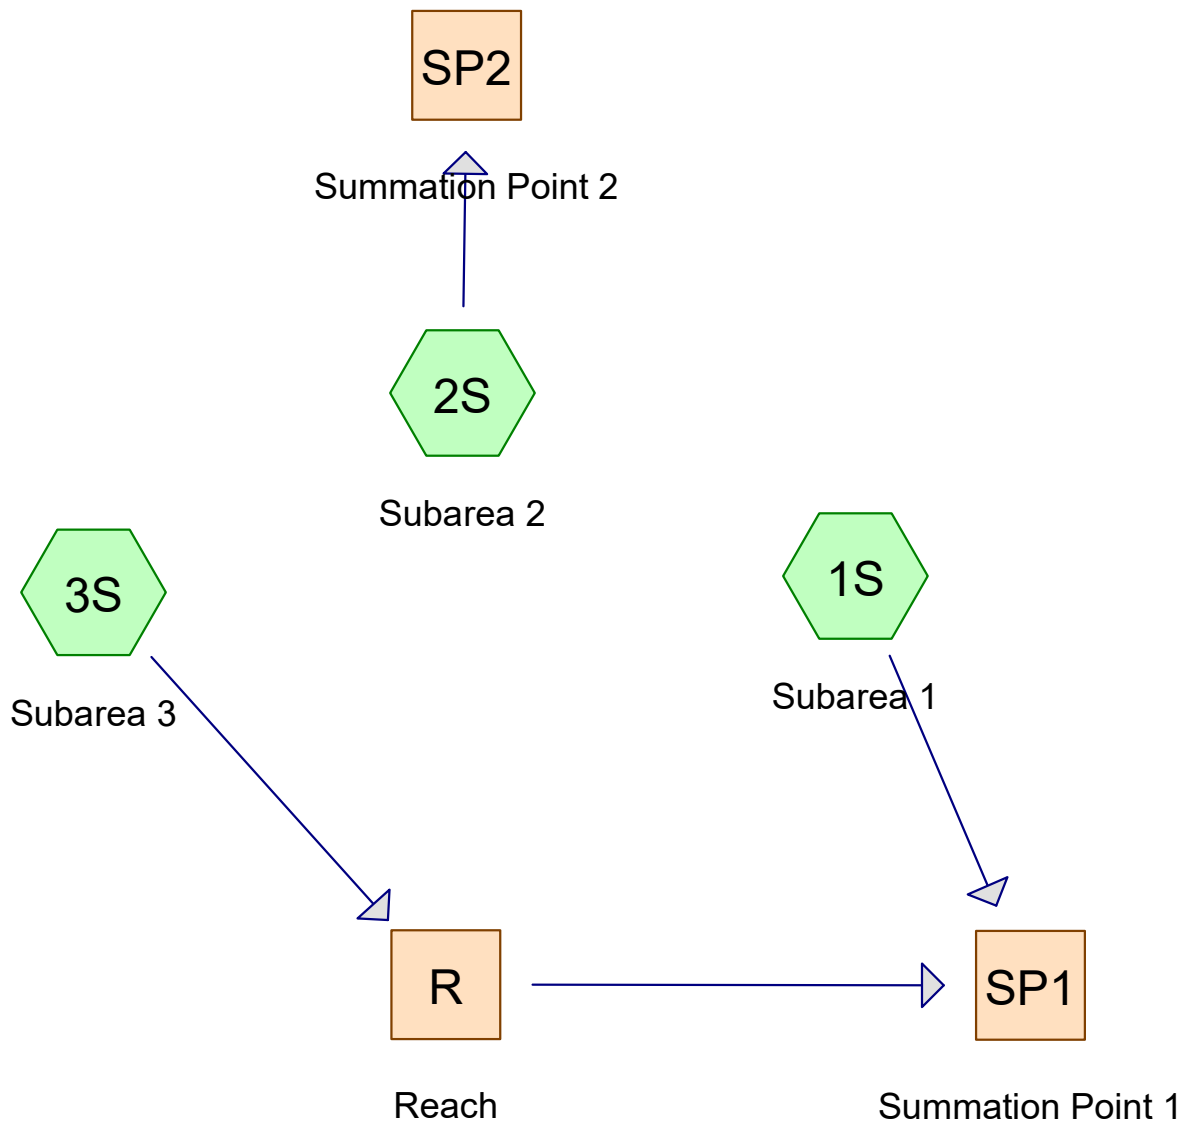 SP2
Summation Point 2
2S
Subarea 2
3S
Subarea 3
1S
Subarea 1
R
Reach
SP1
Summation Point 1